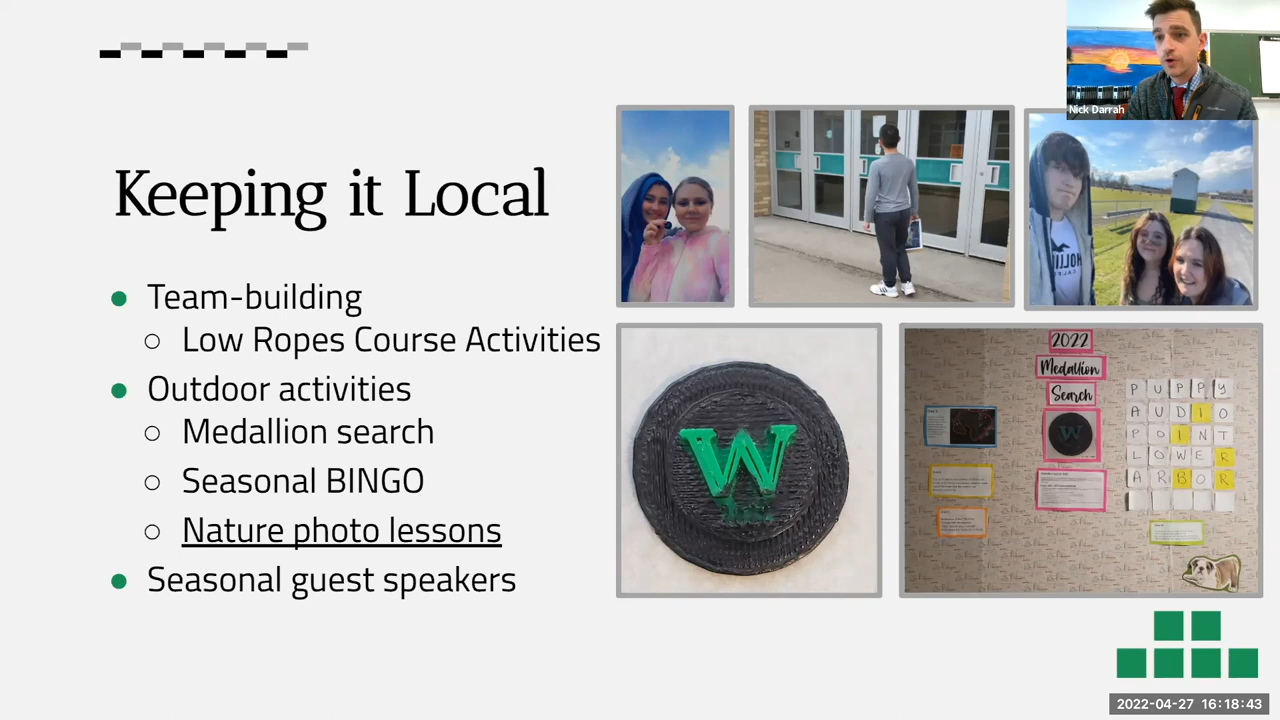 Keeping it Local
Team-building
Low Ropes Course Activities
Outdoor activities
Medallion search
Seasonal BINGO
Nature photo lessons
Seasonal guest speakers
Nick Darrah
W
2022
Medallion
Search
W
PUPPY
AUDIO
POINT
LOWER
ARBOR
2022-04-27 16:18:43